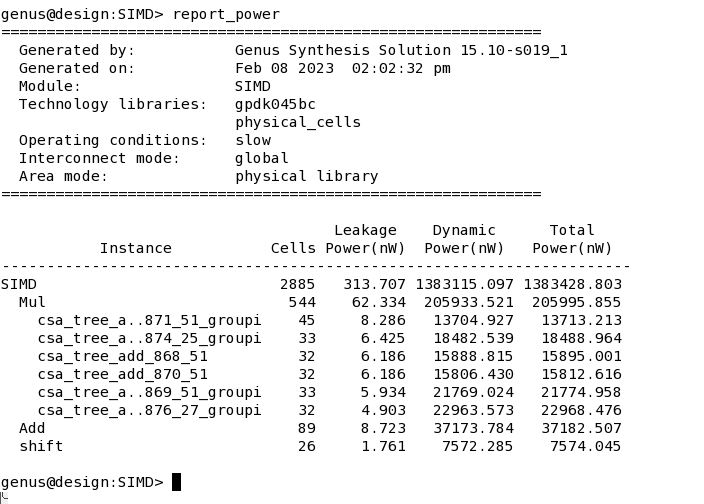 genus@design:SIMD> report_power
============================================================
  Generated by:           Genus Synthesis Solution 15.10-s019_1
  Generated on:           Feb 08 2023  02:02:32 pm
  Module:                 SIMD
  Technology libraries:   gpdk045bc
                          physical_cells
  Operating conditions:   slow
  Interconnect mode:      global
  Area mode:              physical library
============================================================

                                     Leakage    Dynamic      Total
           Instance           Cells Power(nW)  Power(nW)   Power(nW)
----------------------------------------------------------------------
SIMD                           2885   313.707 1383115.097 1383428.803
  Mul                           544    62.334  205933.521  205995.855
    csa_tree_a..871_51_groupi    45     8.286   13704.927   13713.213
    csa_tree_a..874_25_groupi    33     6.425   18482.539   18488.964
    csa_tree_add_868_51          32     6.186   15888.815   15895.001
    csa_tree_add_870_51          32     6.186   15806.430   15812.616
    csa_tree_a..869_51_groupi    33     5.934   21769.024   21774.958
    csa_tree_a..876_27_groupi    32     4.903   22963.573   22968.476
  Add                            89     8.723   37173.784   37182.507
  shift                          26     1.761    7572.285    7574.045

genus@design:SIMD>